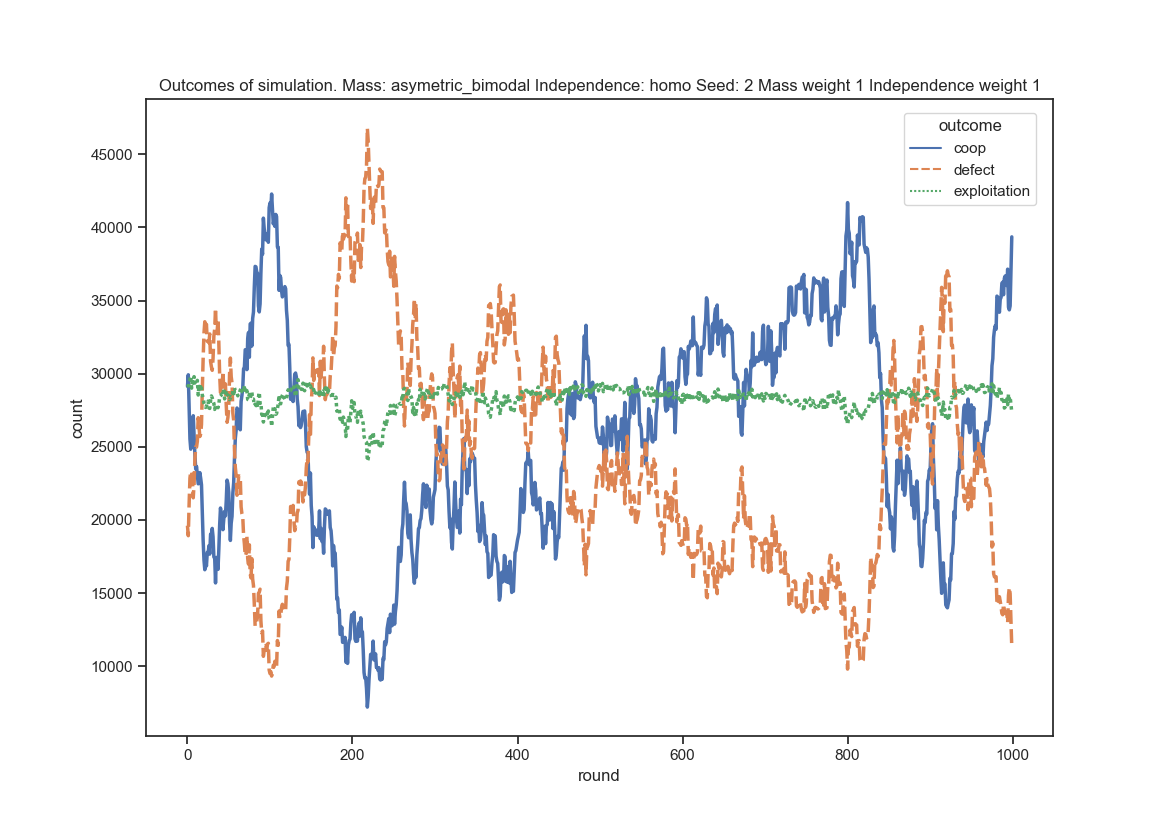 Outcomes of simulation. Mass: asymetric_bimodal Independence: homo Seed: 2 Mass weight 1 Independence weight 1
outcome
coop
defect
exploitation
45000
40000
35000
30000
25000
20000
15000
10000
count
0 200 400 600 800 1000
round